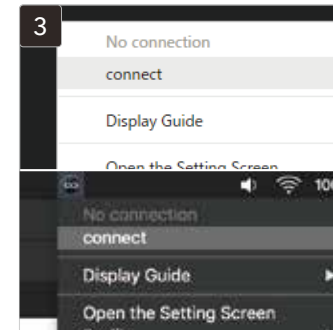 3
No connection
connect
Display Guide
Open the Setting Screen
10
No connection
connect
Display Guide
Open the Setting Screen